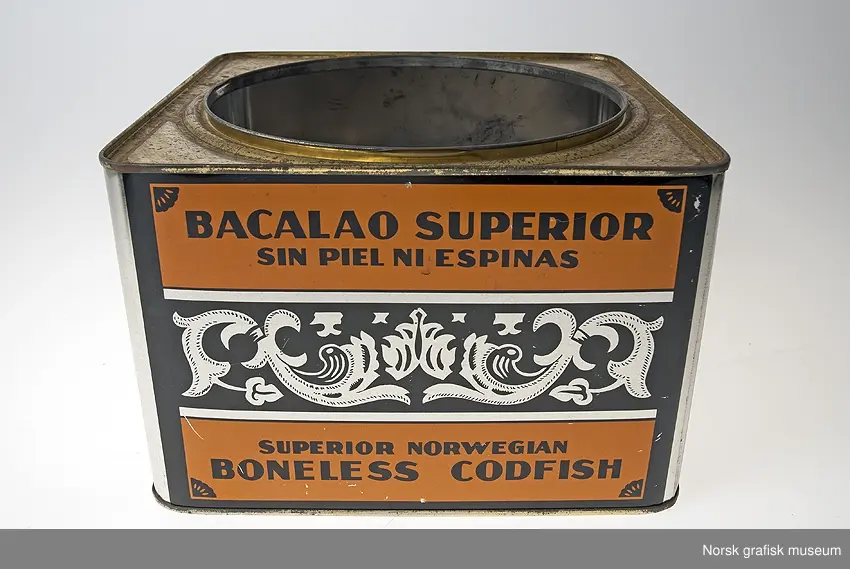 BACALAO SUPERIOR
SIN PIEL NI ESPINAS
SUPERIOR NORWEGIAN
BONELESS CODFISH
Norsk grafisk museum